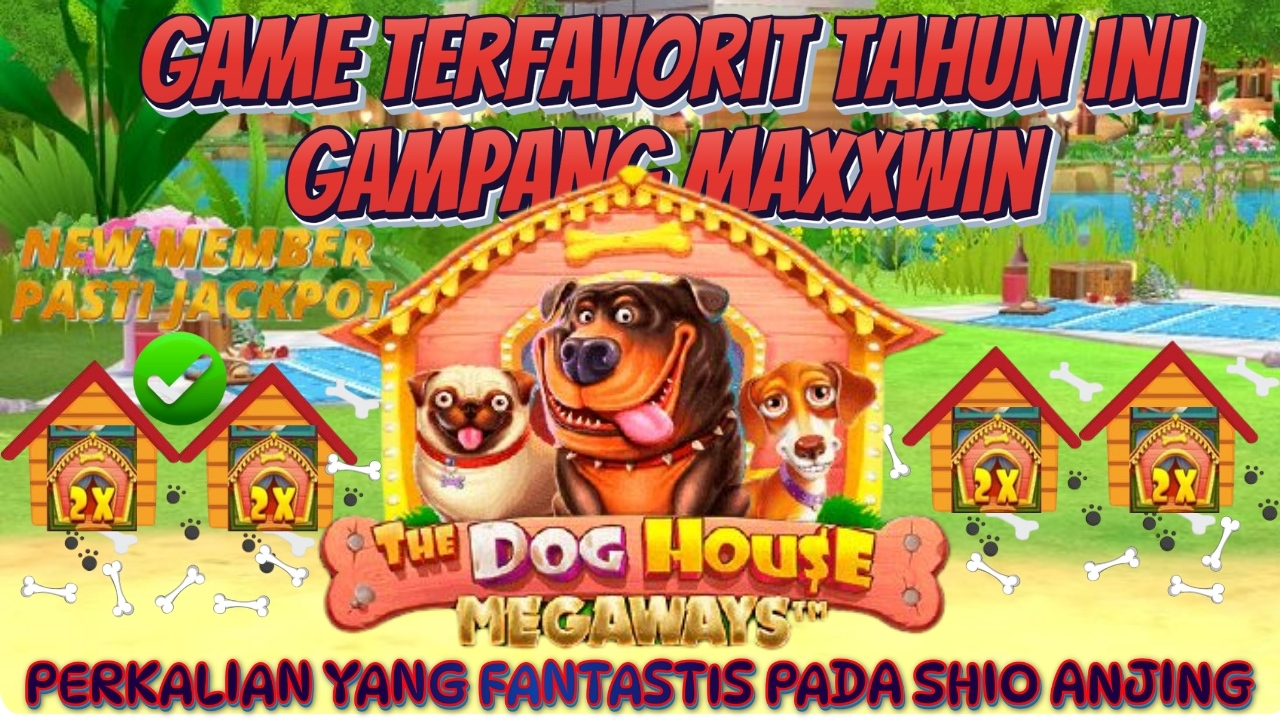 GAME TERFAVORIT TAHUN INI
GAMPANG MAXXWIN
NEW MEMBER
PASTI JACKPOT
2X
2X
2X
2X
THE DOG HOU$E
MEGAWAYS™
PERKALIAN YANG FANTASTIS PADA SHIO ANJING